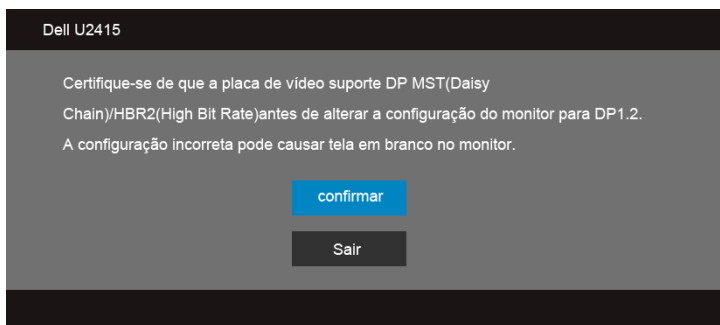 Dell U2415
Certifique-se de que a placa de vídeo suporte DP MST(Daisy
Chain)/HBR2(High Bit Rate)antes de alterar a configuração do monitor para DP1.2.
A configuração incorreta pode causar tela em branco no monitor.
confirmar
Sair